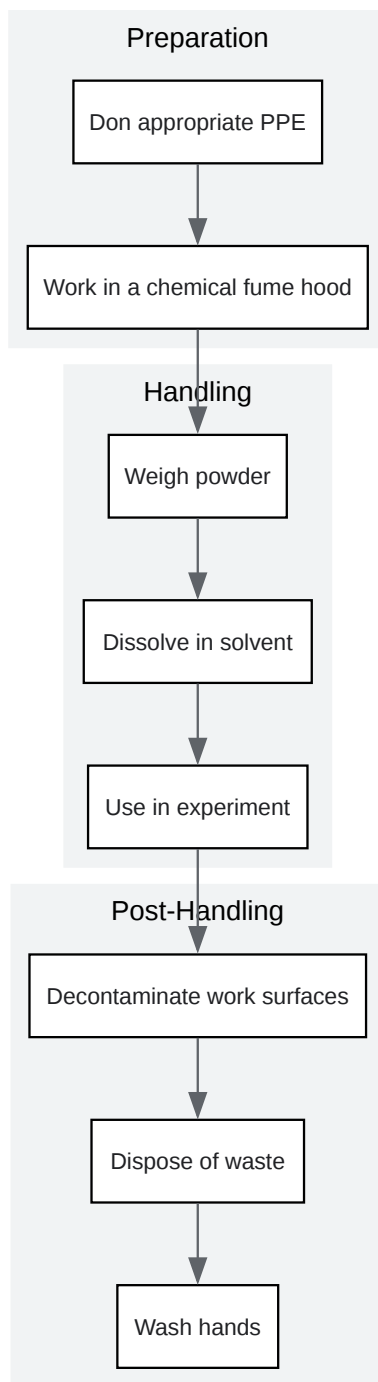 Preparation
Don appropriate PPE
Work in a chemical fume hood
Handling
Weigh powder
Dissolve in solvent
Use in experiment
Post-Handling
Decontaminate work surfaces
Dispose of waste
Wash hands